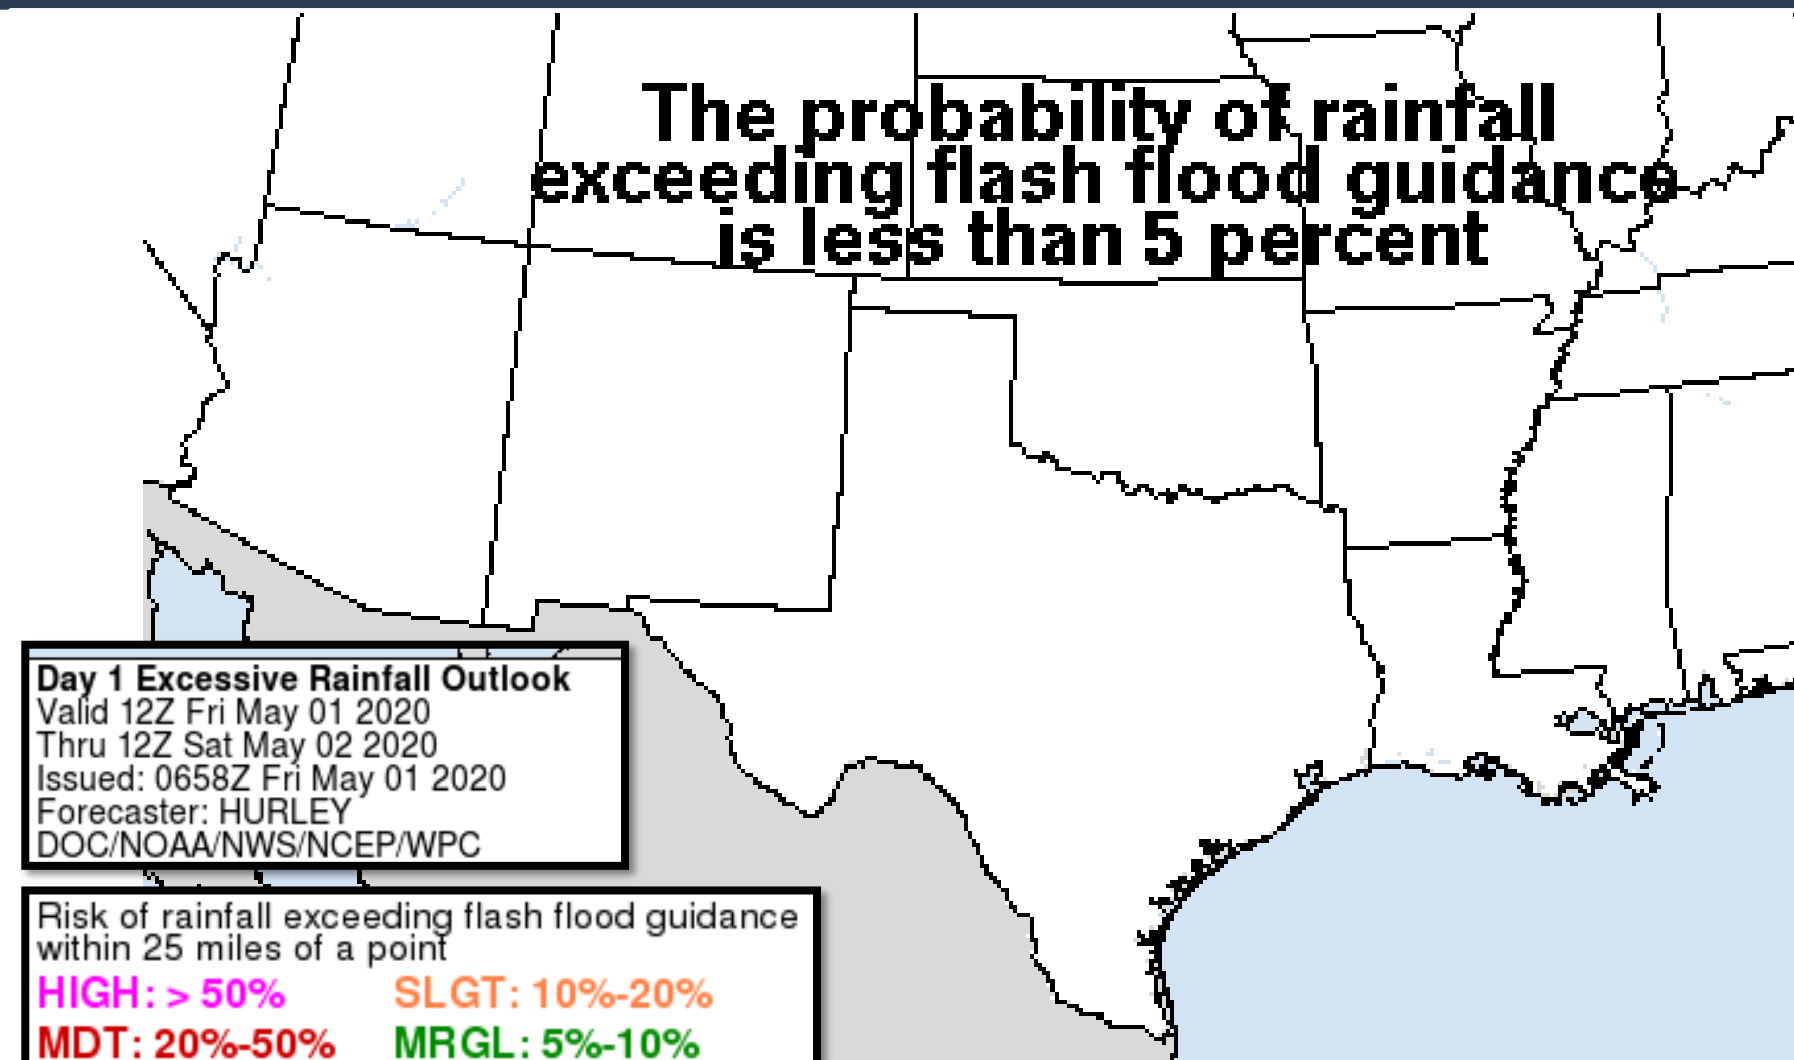 The probability of rainfall
exceeding flash flood guidance
is less than 5 percent
Day 1 Excessive Rainfall Outlook
Valid 12Z Fri May 01 2020
Thru 12Z Sat May 02 2020
Issued: 0658Z Fri May 01 2020
Forecaster: HURLEY
DOC/NOAA/NWS/NCEP/WPC
Risk of rainfall exceeding flash flood guidance
within 25 miles of a point
HIGH: > 50% SLGT: 10%-20%
MDT: 20%-50% MRGL: 5%-10%